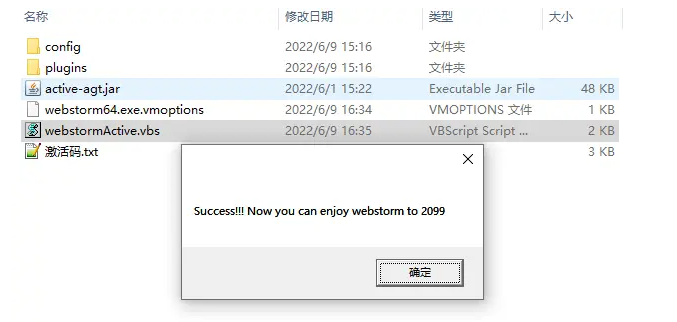 名称 修改日期 类型 大小
config 2022/6/9 15:16 文件夹
plugins 2022/6/9 15:16 文件夹
active-agt.jar 2022/6/1 15:22 Executable Jar File 48 KB
webstorm64.exe.vmoptions 2022/6/9 16:34 VMOPTIONS 文件 1 KB
webstormActive.vbs 2022/6/9 16:35 VBScript Script ... 2 KB
激活码.txt 3 KB
Success!!! Now you can enjoy webstorm to 2099
确定